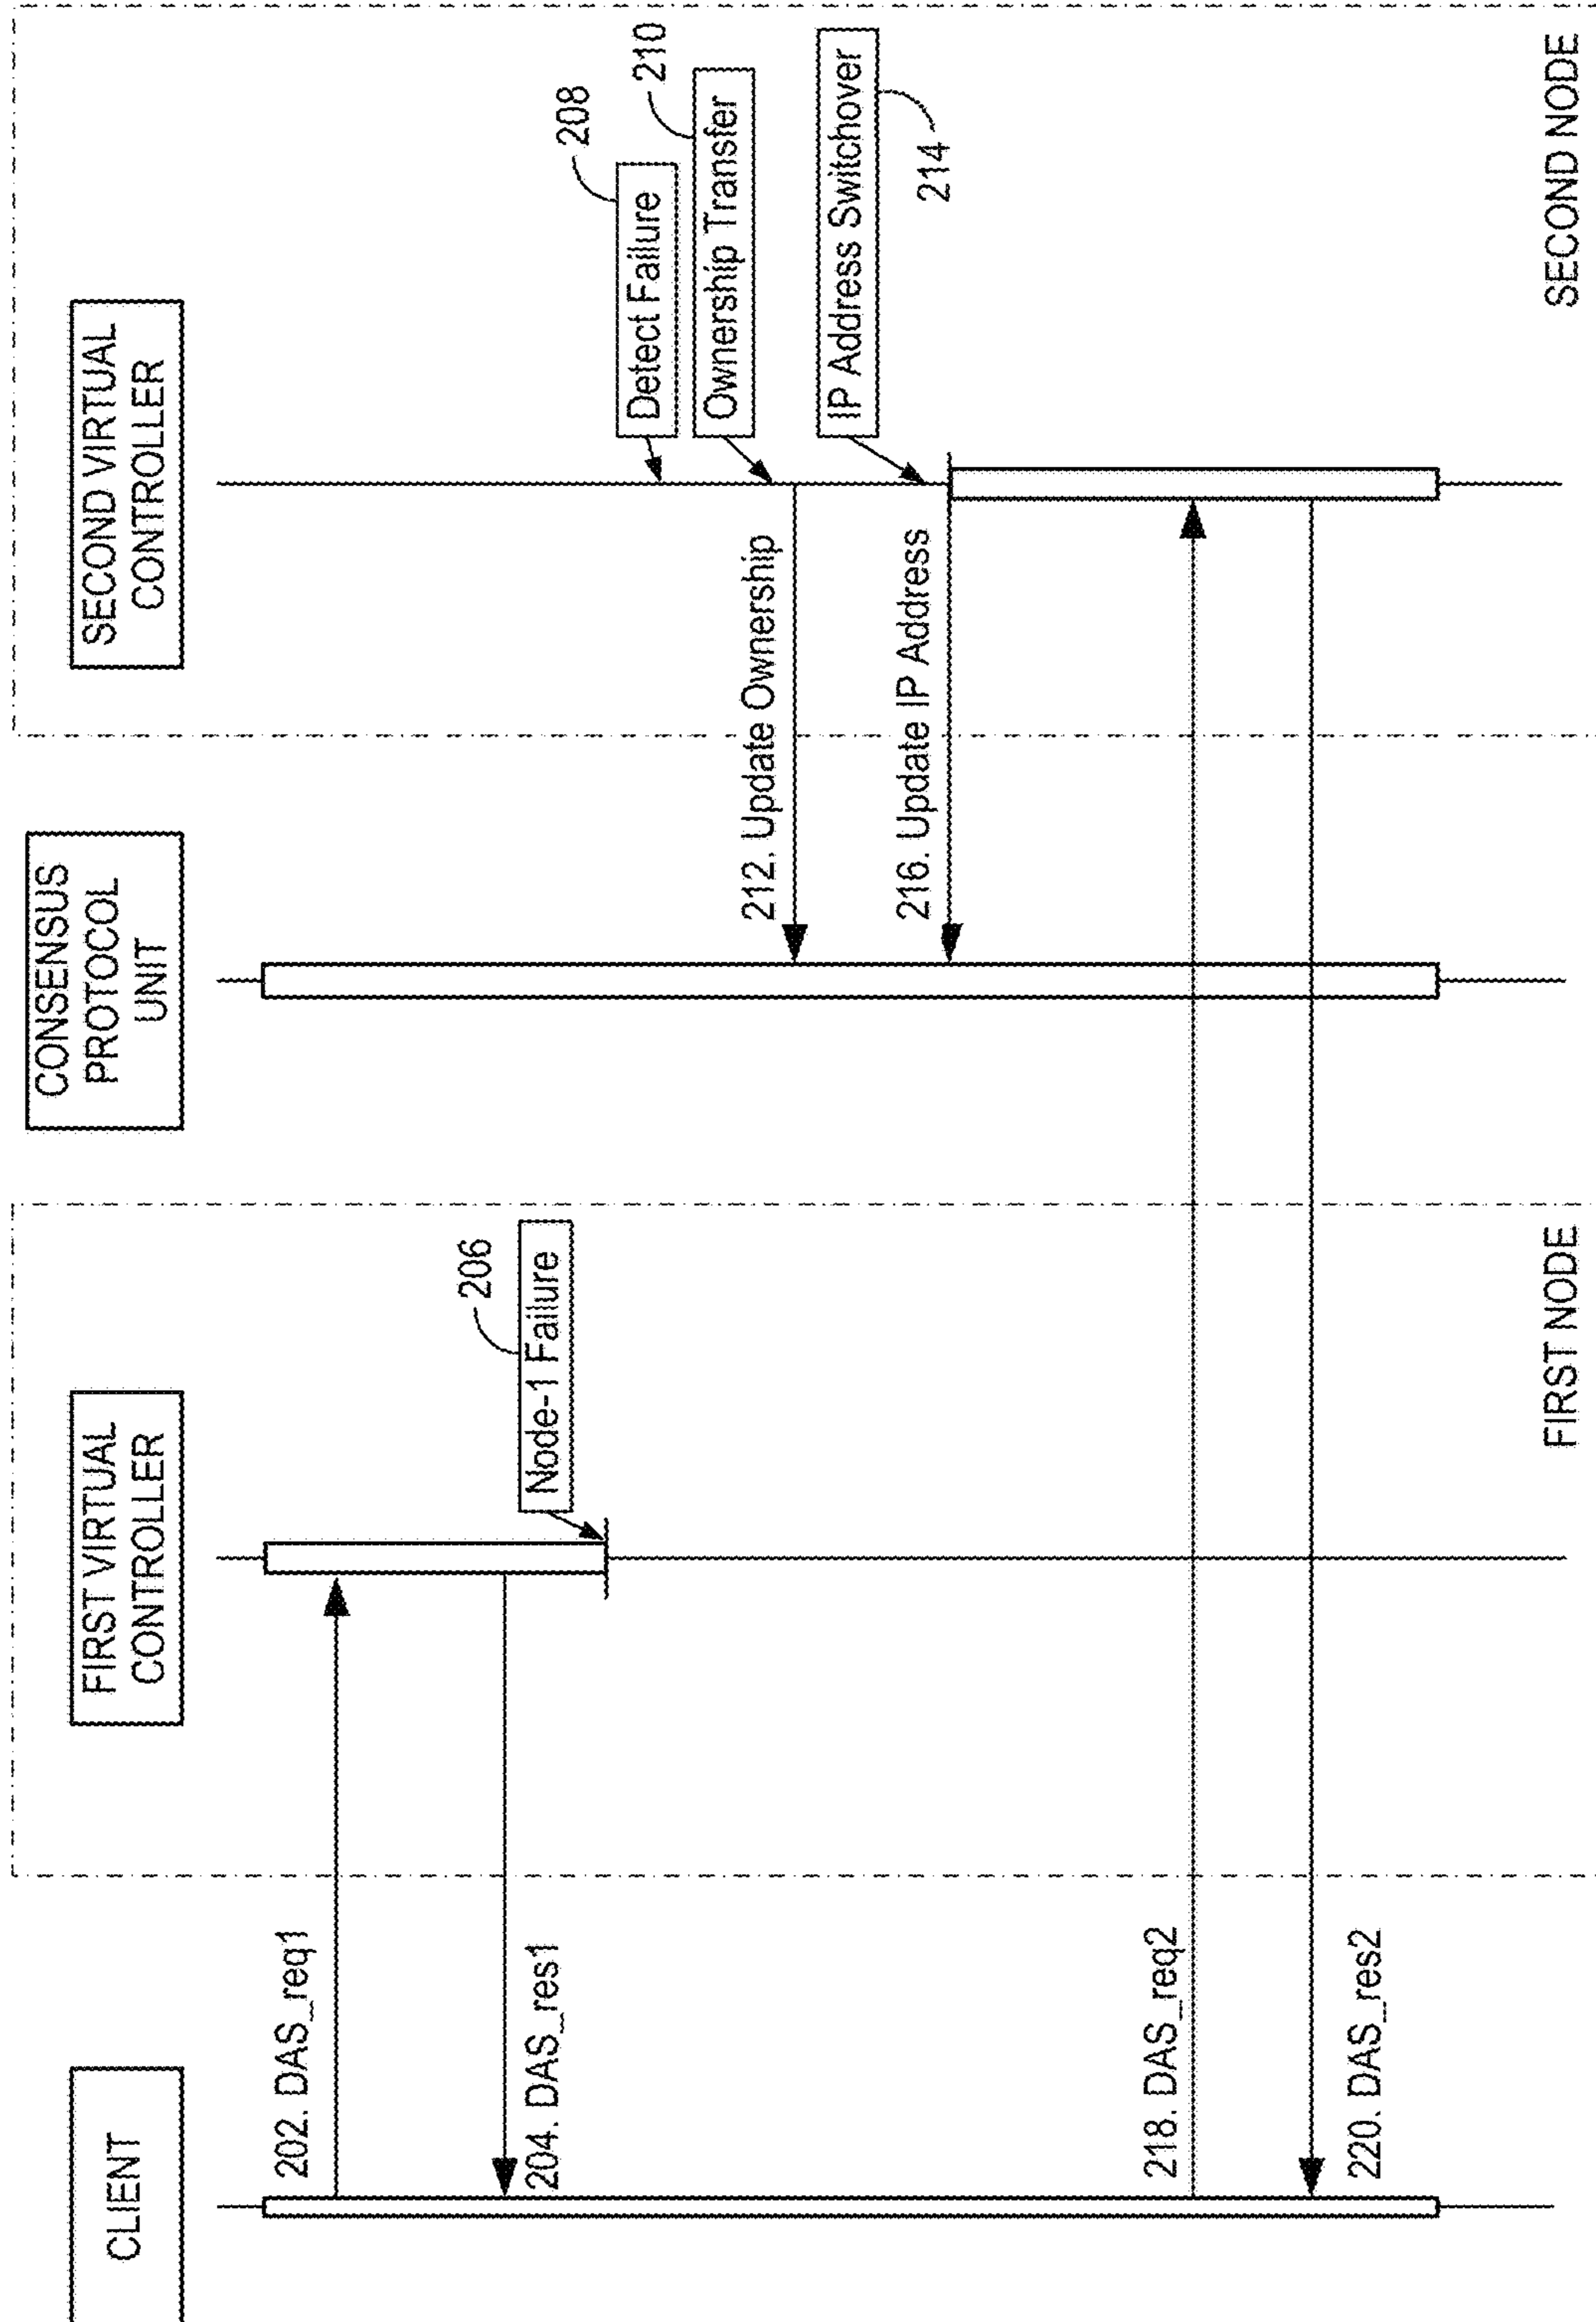 CLIENT
FIRST VIRTUAL
CONTROLLER
CONSENSUS
PROTOCOL
UNIT
SECOND VIRTUAL
CONTROLLER
202. DAS_req1
204. DAS_res1
206
Node-1 Failure
208
Detect Failure
210
Ownership Transfer
212. Update Ownership
IP Address Switchover
214
216. Update IP Address
218. DAS_req2
220. DAS_res2
FIRST NODE
SECOND NODE